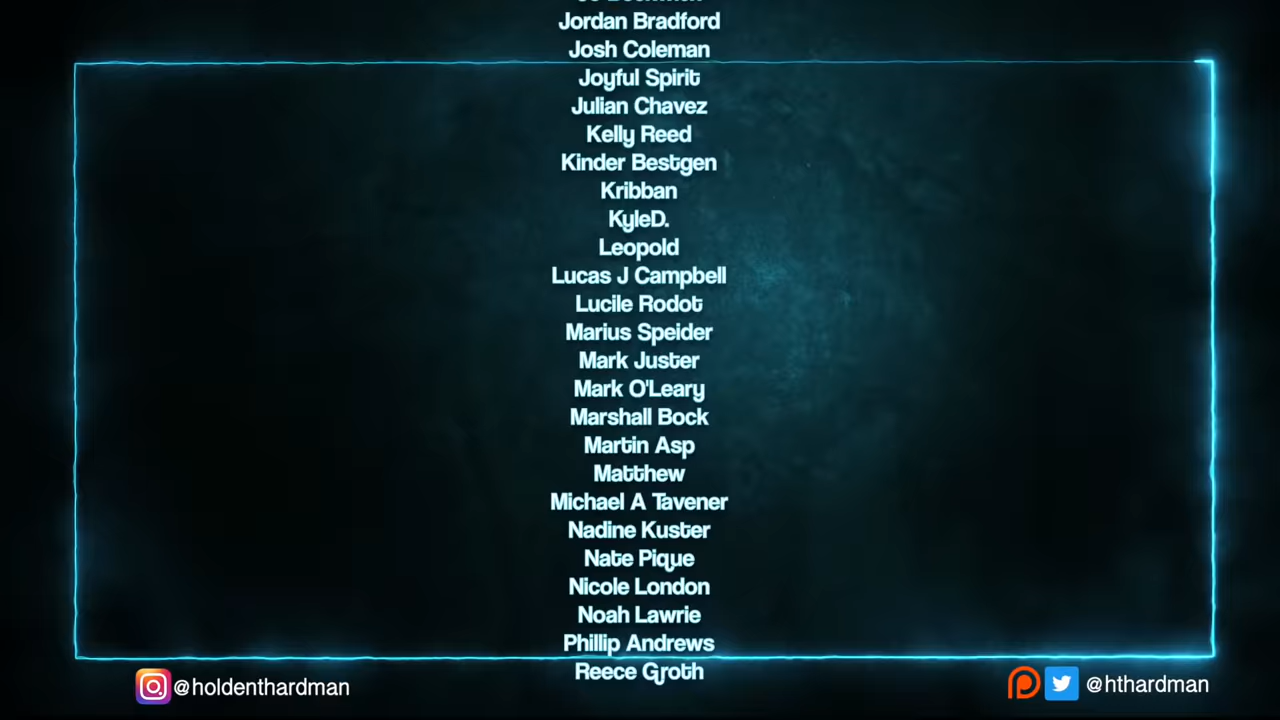 Jordan Bradford
Josh Coleman
Joyful Spirit
Julian Chavez
Kelly Reed
Kinder Bestgen
Kribban
KyleD.
Leopold
Lucas J Campbell
Lucile Rodot
Marius Speider
Mark Juster
Mark O'Leary
Marshall Bock
Martin Asp
Matthew
Michael A Tavener
Nadine Kuster
Nate Pique
Nicole London
Noah Lawrie
Phillip Andrews
Reece Groth
@holdenthardman
@hthardman